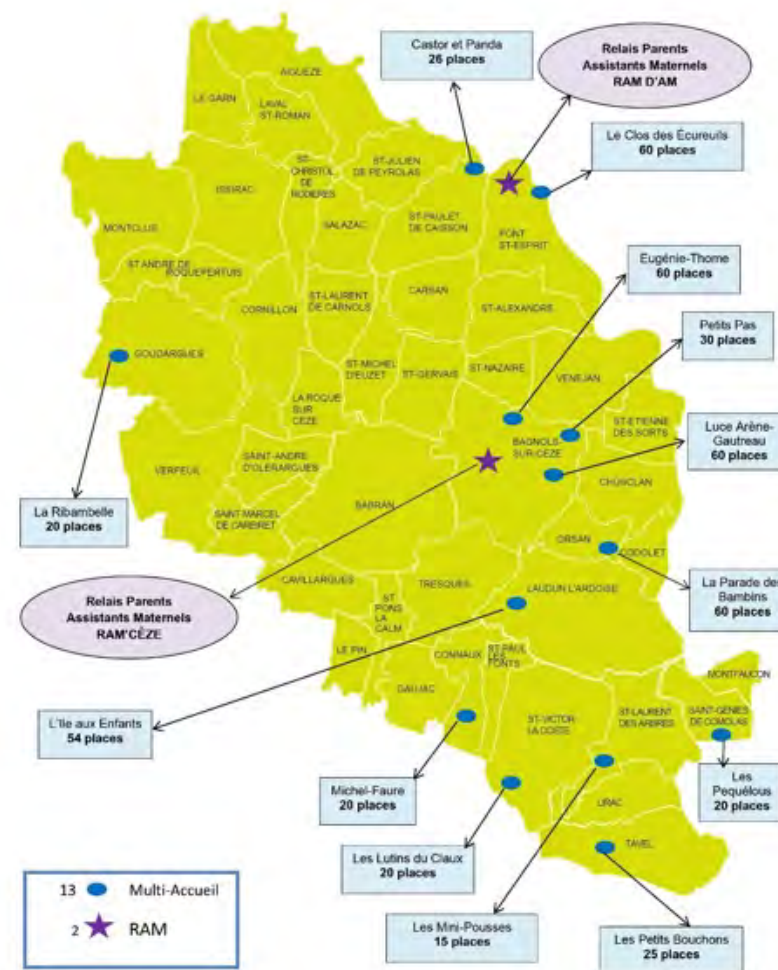 Castor et Panda
26 places
Relais Parents
Assistants Maternels
RAM D'AM
AIGUEZE
LE GARN
LAVAL
ST-ROMAN
Le Clos des Écureuils
60 places
ST-JULIEN
DE PEYROLAS
ST-
CHRISTOL DE
RODIERES
ISSIRAC
ST-PAULET
DE CAISSON
SALAZAC
MONTCLUS
PONT
ST-ESPRIT
ST ANDRE DE
ROQUEPERTUIS
Eugénie-Thome
60 places
CARSAN
ST-LAURENT
DE CARNOLS
CORNILLON
ST-ALEXANDRE
Petits Pas
30 places
GOUDARGUES
ST-MICHEL
D'EUZET
ST-GERVAIS
ST-NAZAIRE
VENEJAN
LA ROQUE
SUR
CEZE
ST-ETIENNE
DES SORTS
BAGNOLS
SUR-CÈZE
Luce Arène-
Gautreau
60 places
SAINT-ANDRE
D'OLERARGUES
VERFEUIL
CHUSCLAN
La Ribambelle
20 places
SAINT MARCEL
DE CAREIRET
SABRAN
ORSAN
CODOLET
CAVILLARGUES
TRESQUES
LAUDUN L'ARDOISE
La Parade des
Bambins
60 places
Relais Parents
Assistants Maternels
RAM'CÈZE
ST
PONS
LA
CALM
LE PIN
CONNAUX
ST-PAUL
LES
FONTS
MONTFAUCON
GAUJAC
ST-VICTOR
LA COSTE
ST-LAURENT
DES ARBRES
SAINT-GENIES
DE COMOLAS
L'Ile aux Enfants
54 places
Michel-Faure
20 places
Les
Pequélous
20 places
LIRAC
TAVEL
Les Lutins du Claux
20 places
13 Multi-Accueil
2 RAM
Les Mini-Pousses
15 places
Les Petits Bouchons
25 places